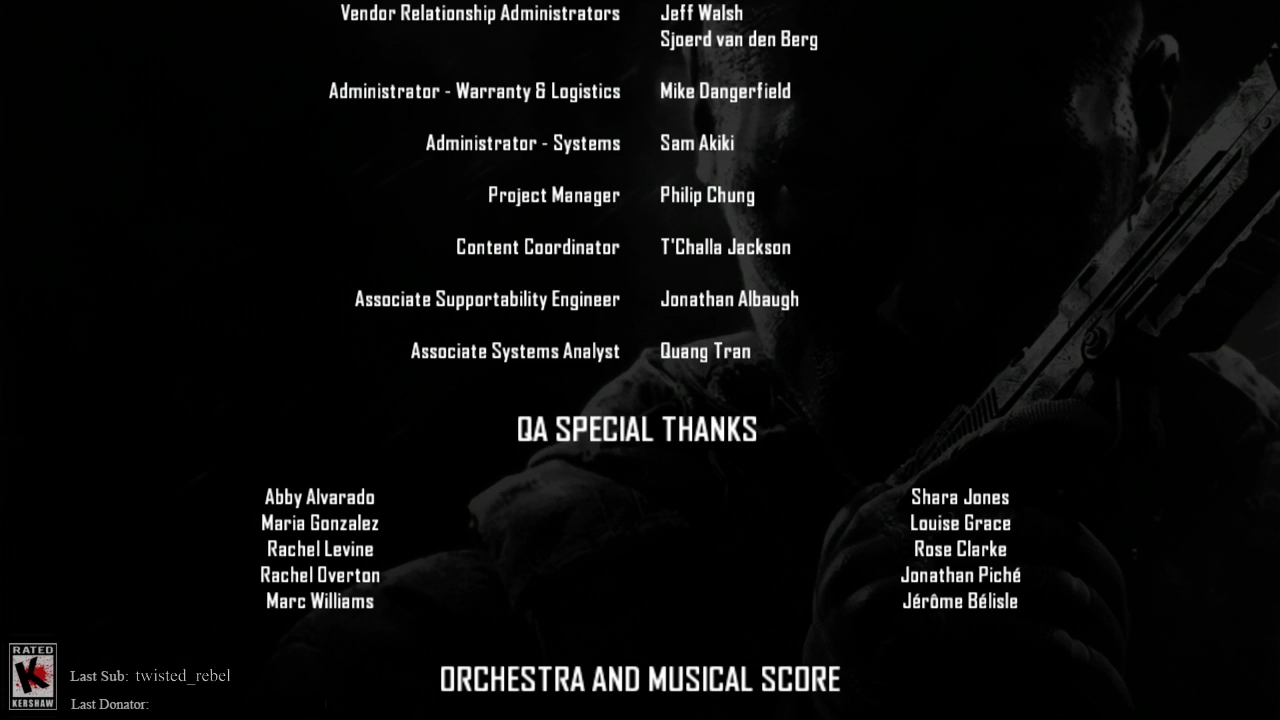 Vendor Relationship Administrators Jeff Walsh
Sjoerd van den Berg
Administrator - Warranty & Logistics Mike Dangerfield
Administrator - Systems Sam Akiki
Project Manager Philip Chung
Content Coordinator T'Challa Jackson
Associate Supportability Engineer Jonathan Albaugh
Associate Systems Analyst Quang Tran
QA SPECIAL THANKS
Abby Alvarado Shara Jones
Maria Gonzalez Louise Grace
Rachel Levine Rose Clarke
Rachel Overton Jonathan Piché
Marc Williams Jérôme Bélisle
ORCHESTRA AND MUSICAL SCORE
RATED
K
KERSHAW
Last Sub: twisted_rebel
Last Donator: